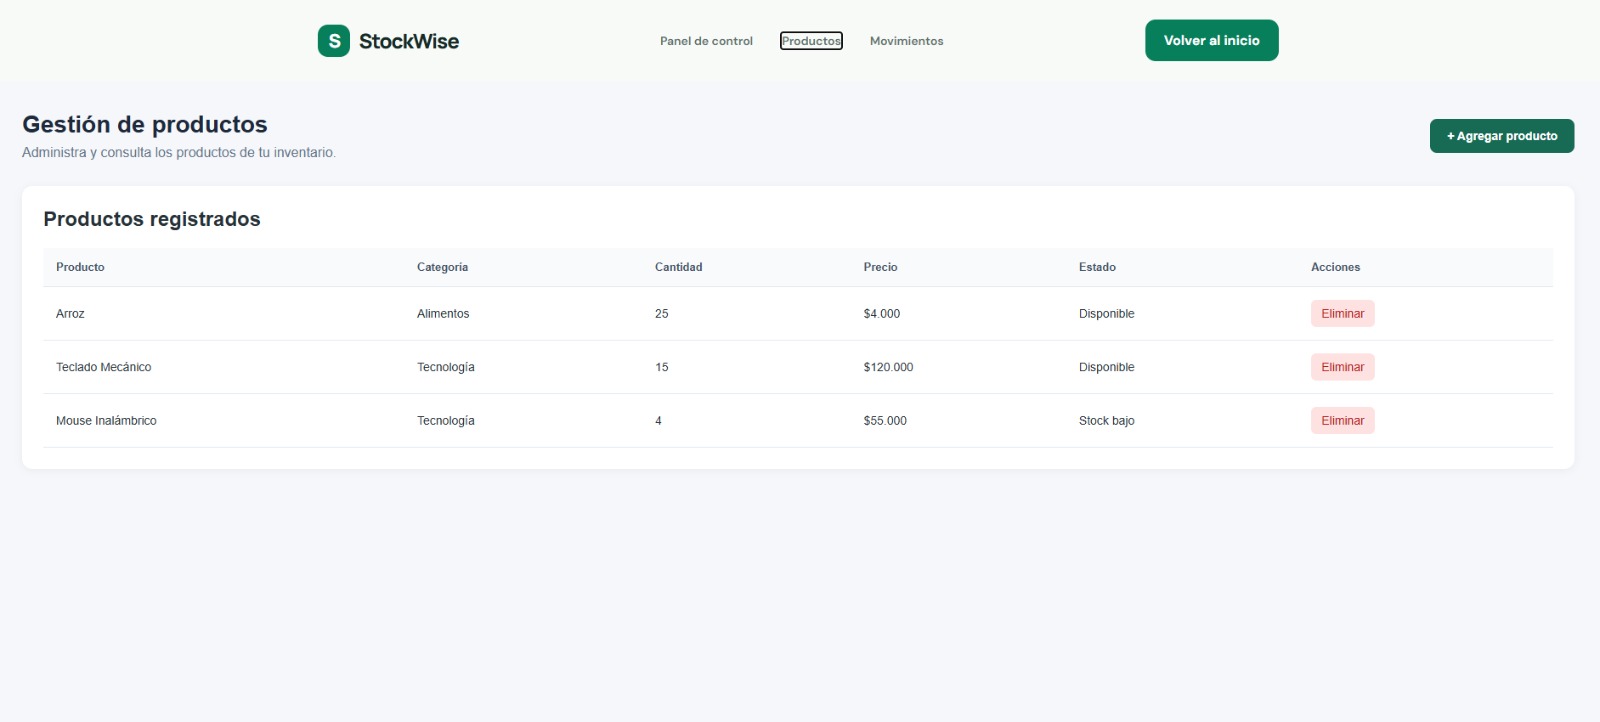 S StockWise
Panel de control Productos Movimientos
Volver al inicio
Gestión de productos
Administra y consulta los productos de tu inventario.
+ Agregar producto
Productos registrados
Producto Categoría Cantidad Precio Estado Acciones
Arroz Alimentos 25 $4.000 Disponible Eliminar
Teclado Mecánico Tecnología 15 $120.000 Disponible Eliminar
Mouse Inalámbrico Tecnología 4 $55.000 Stock bajo Eliminar